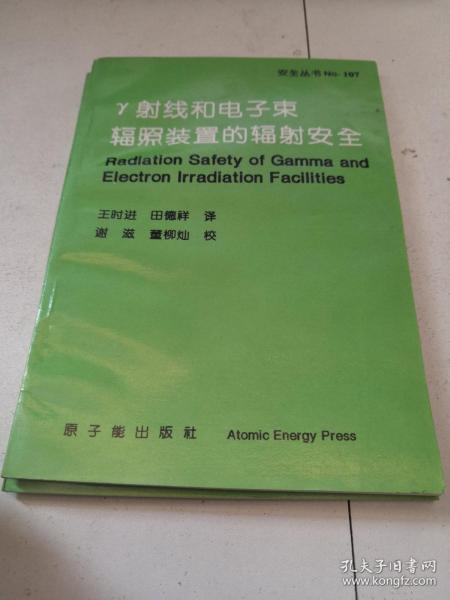 安全丛书No. 107
γ射线和电子束
辐照装置的辐射安全
Radiation Safety of Gamma and
Electron Irradiation Facilities
王时进 田德祥 译
谢 滋 董柳灿 校
原子能出版社 Atomic Energy Press
孔夫子旧书网
www.kongfz.com